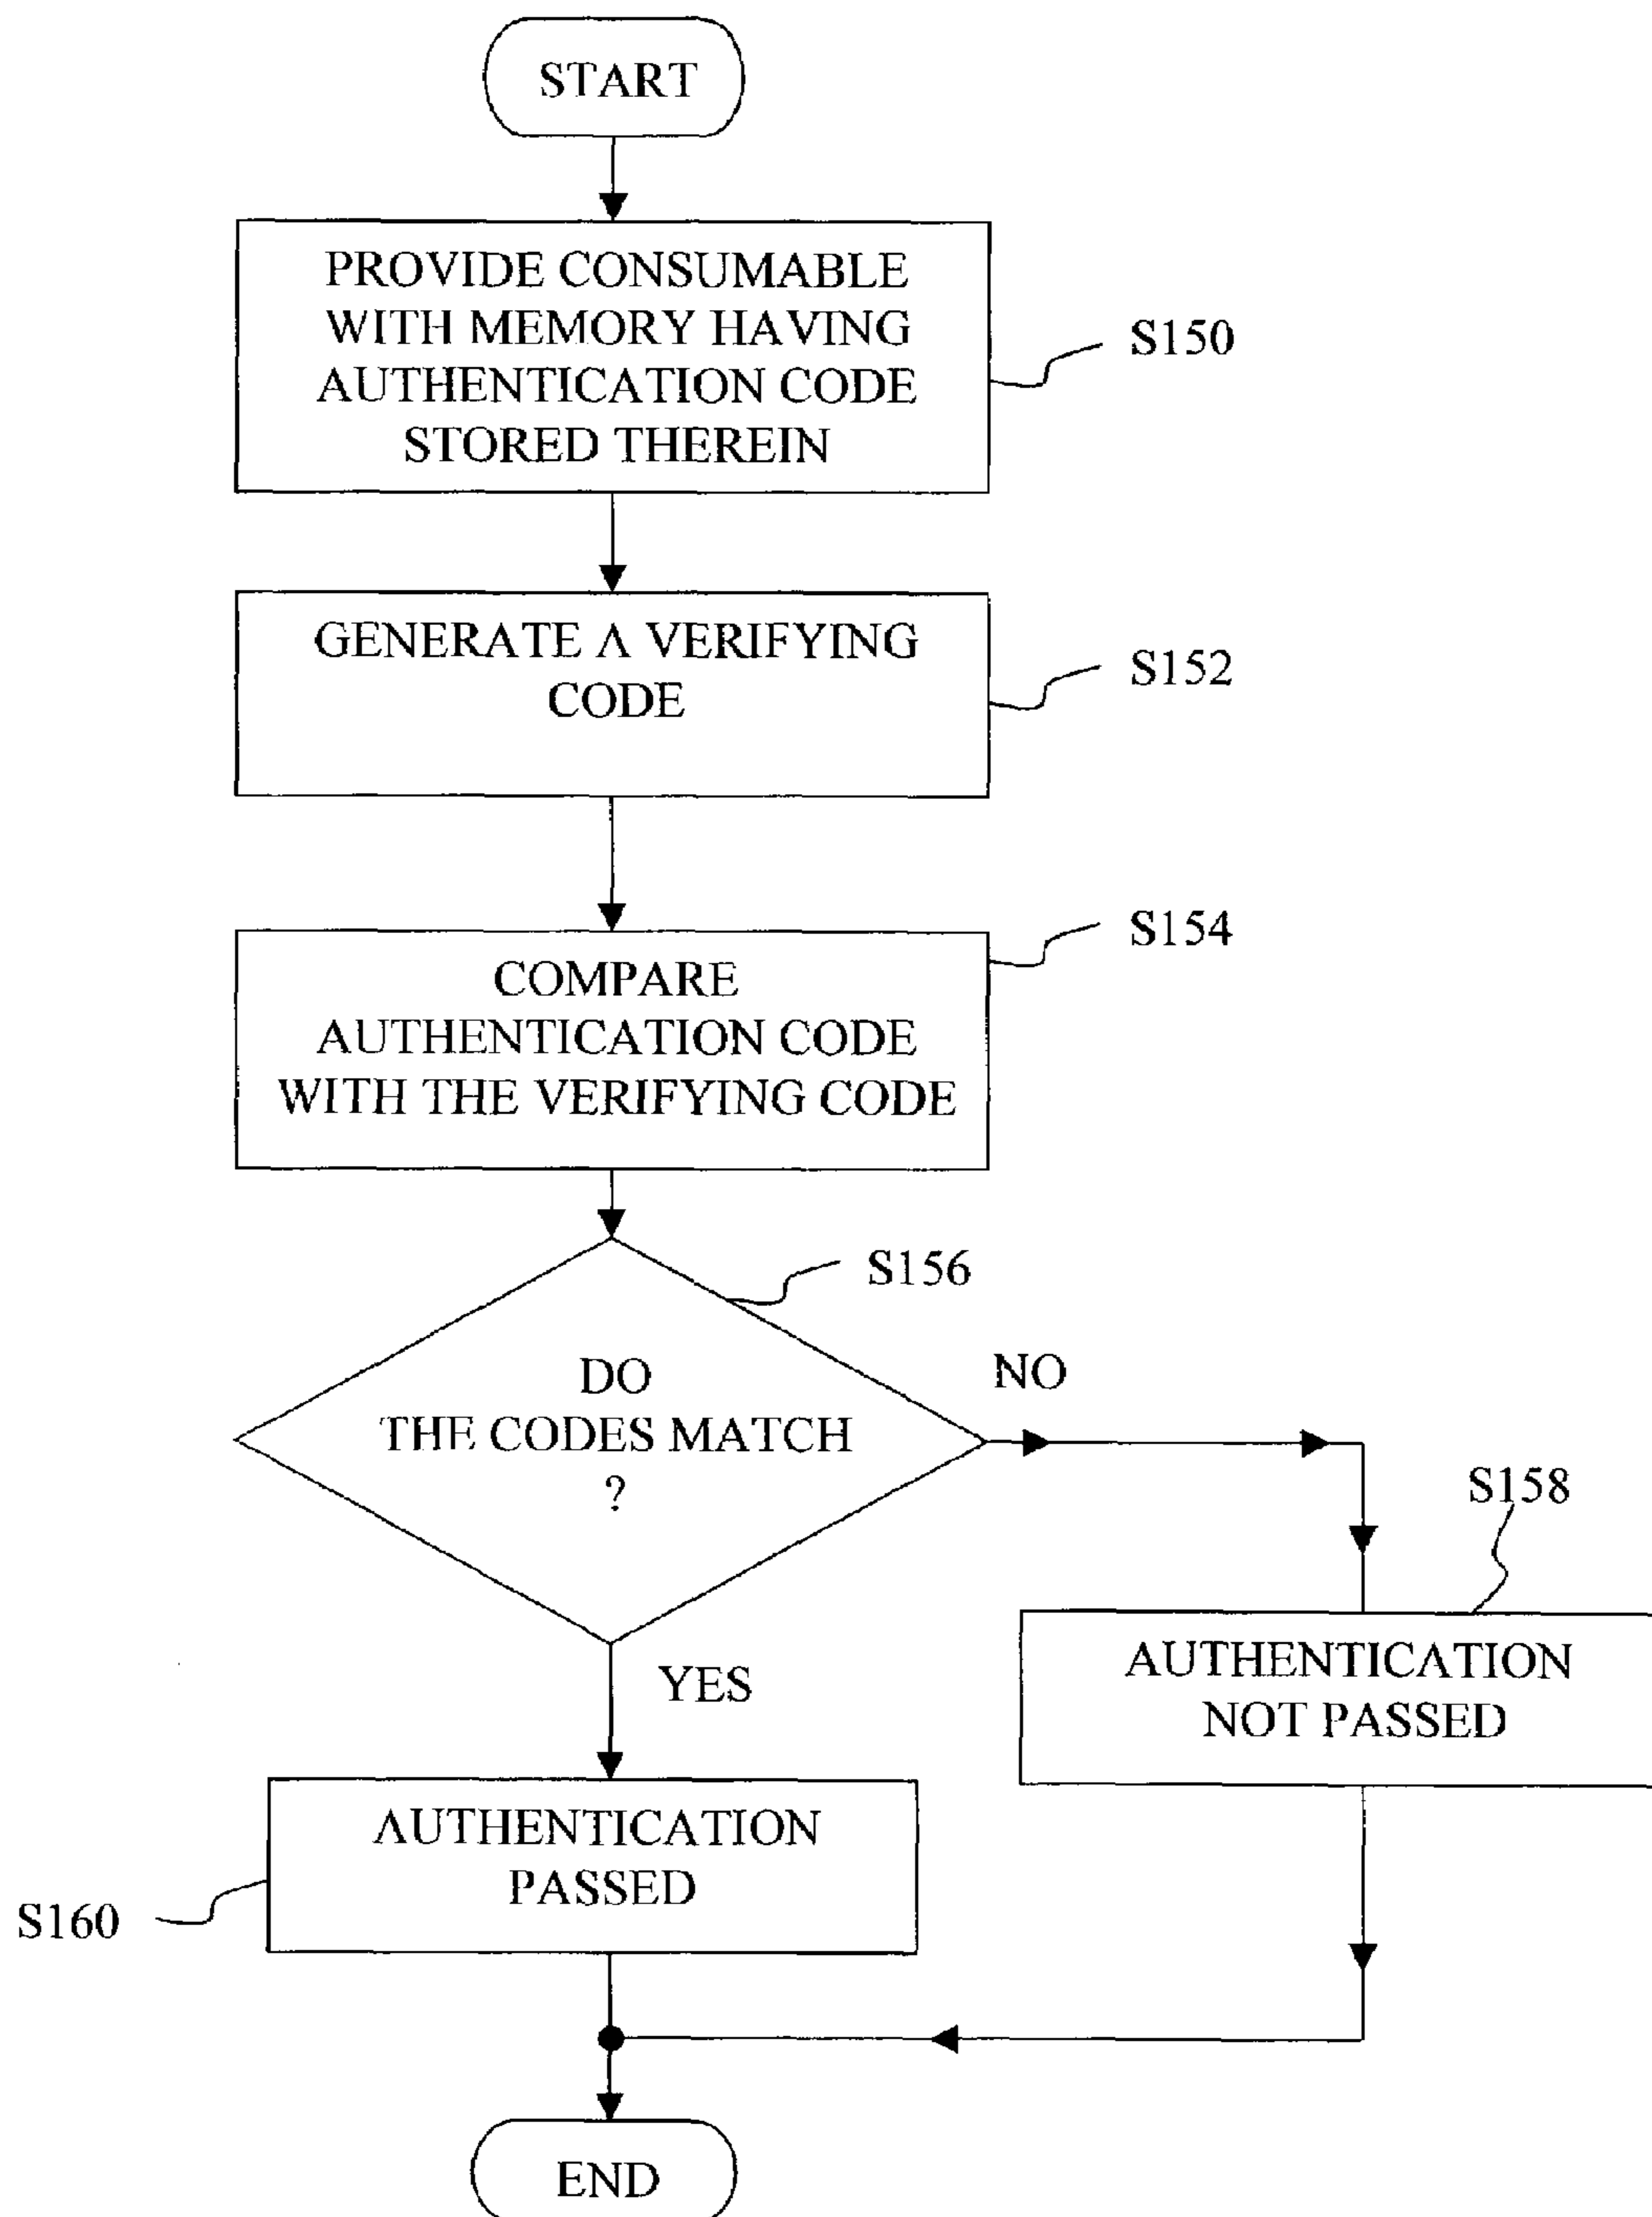 START
PROVIDE CONSUMABLE
WITH MEMORY HAVING
AUTHENTICATION CODE
STORED THEREIN
S150
GENERATE A VERIFYING
CODE
S152
S154
COMPARE
AUTHENTICATION CODE
WITH THE VERIFYING CODE
S156
DO
THE CODES MATCH
?
NO
S158
YES
AUTHENTICATION
NOT PASSED
AUTHENTICATION
PASSED
S160
END